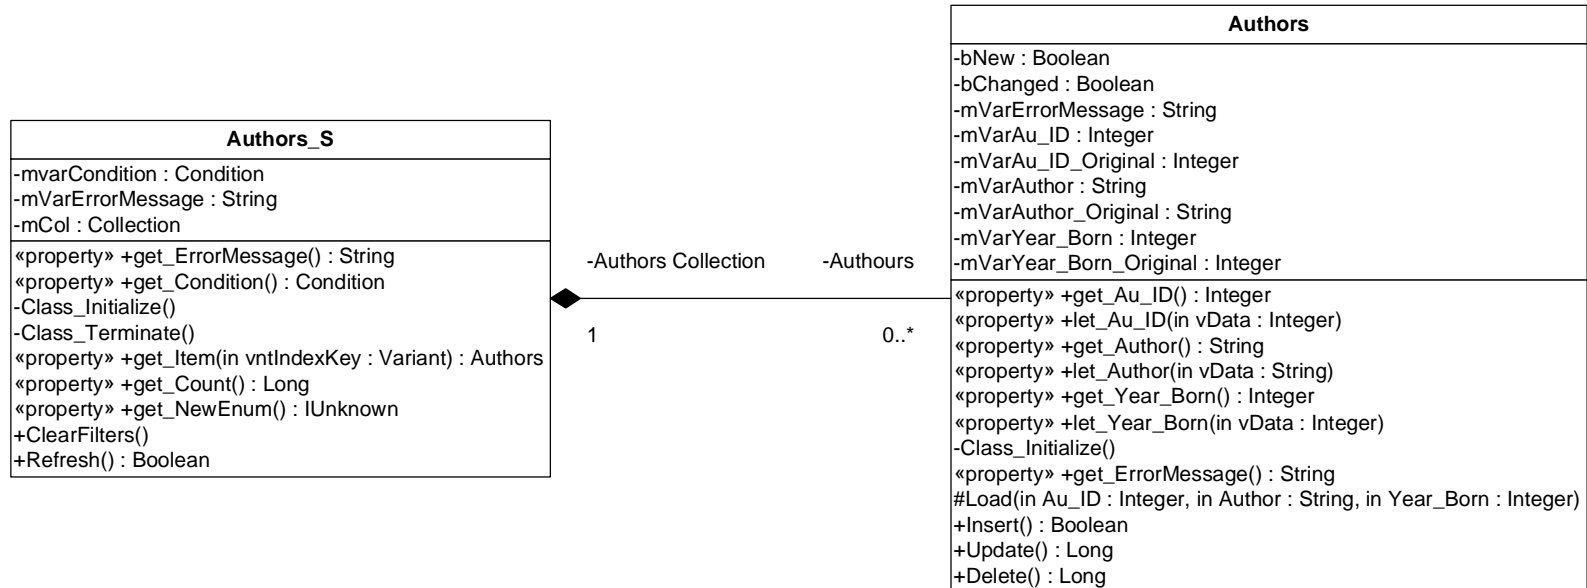 Authors_S
-mvarCondition : Condition
-mVarErrorMessage : String
-mCol : Collection
«property» +get_ErrorMessage() : String
«property» +get_Condition() : Condition
-Class_Initialize()
-Class_Terminate()
«property» +get_Item(in vntIndexKey : Variant) : Authors
«property» +get_Count() : Long
«property» +get_NewEnum() : IUnknown
+ClearFilters()
+Refresh() : Boolean
-Authors Collection
-Authours
1
0..*
Authors
-bNew : Boolean
-bChanged : Boolean
-mVarErrorMessage : String
-mVarAu_ID : Integer
-mVarAu_ID_Original : Integer
-mVarAuthor : String
-mVarAuthor_Original : String
-mVarYear_Born : Integer
-mVarYear_Born_Original : Integer
«property» +get_Au_ID() : Integer
«property» +let_Au_ID(in vData : Integer)
«property» +get_Author() : String
«property» +let_Author(in vData : String)
«property» +get_Year_Born() : Integer
«property» +let_Year_Born(in vData : Integer)
-Class_Initialize()
«property» +get_ErrorMessage() : String
#Load(in Au_ID : Integer, in Author : String, in Year_Born : Integer)
+Insert() : Boolean
+Update() : Long
+Delete() : Long